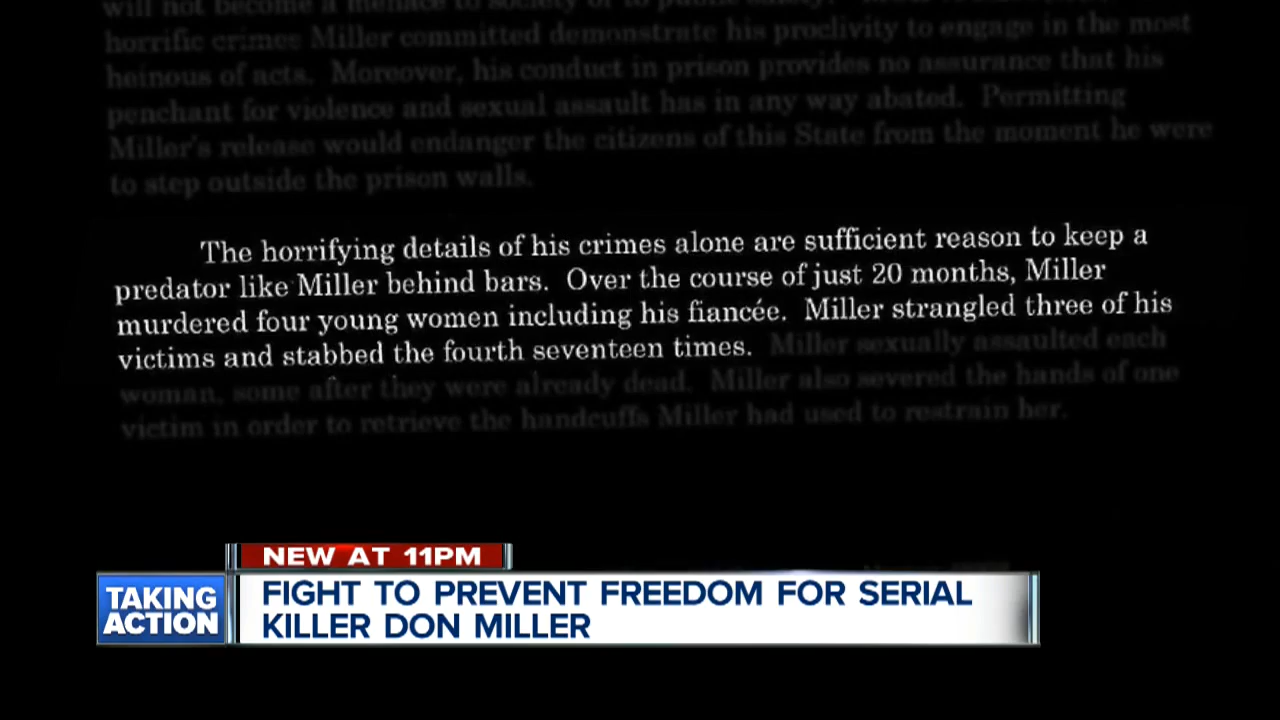 will not become a menace to society or to public safety.
horrific crimes Miller committed demonstrate his proclivity to engage in the most
heinous of acts. Moreover, his conduct in prison provides no assurance that his
penchant for violence and sexual assault has in any way abated. Permitting
Miller's release would endanger the citizens of this State from the moment he were
to step outside the prison walls.
The horrifying details of his crimes alone are sufficient reason to keep a
predator like Miller behind bars. Over the course of just 20 months, Miller
murdered four young women including his fiancée. Miller strangled three of his
victims and stabbed the fourth seventeen times. Miller sexually assaulted each
woman, some after they were already dead. Miller also severed the hands of one
victim in order to retrieve the handcuffs Miller had used to restrain her.
NEW AT 11PM
TAKING
ACTION
FIGHT TO PREVENT FREEDOM FOR SERIAL
KILLER DON MILLER